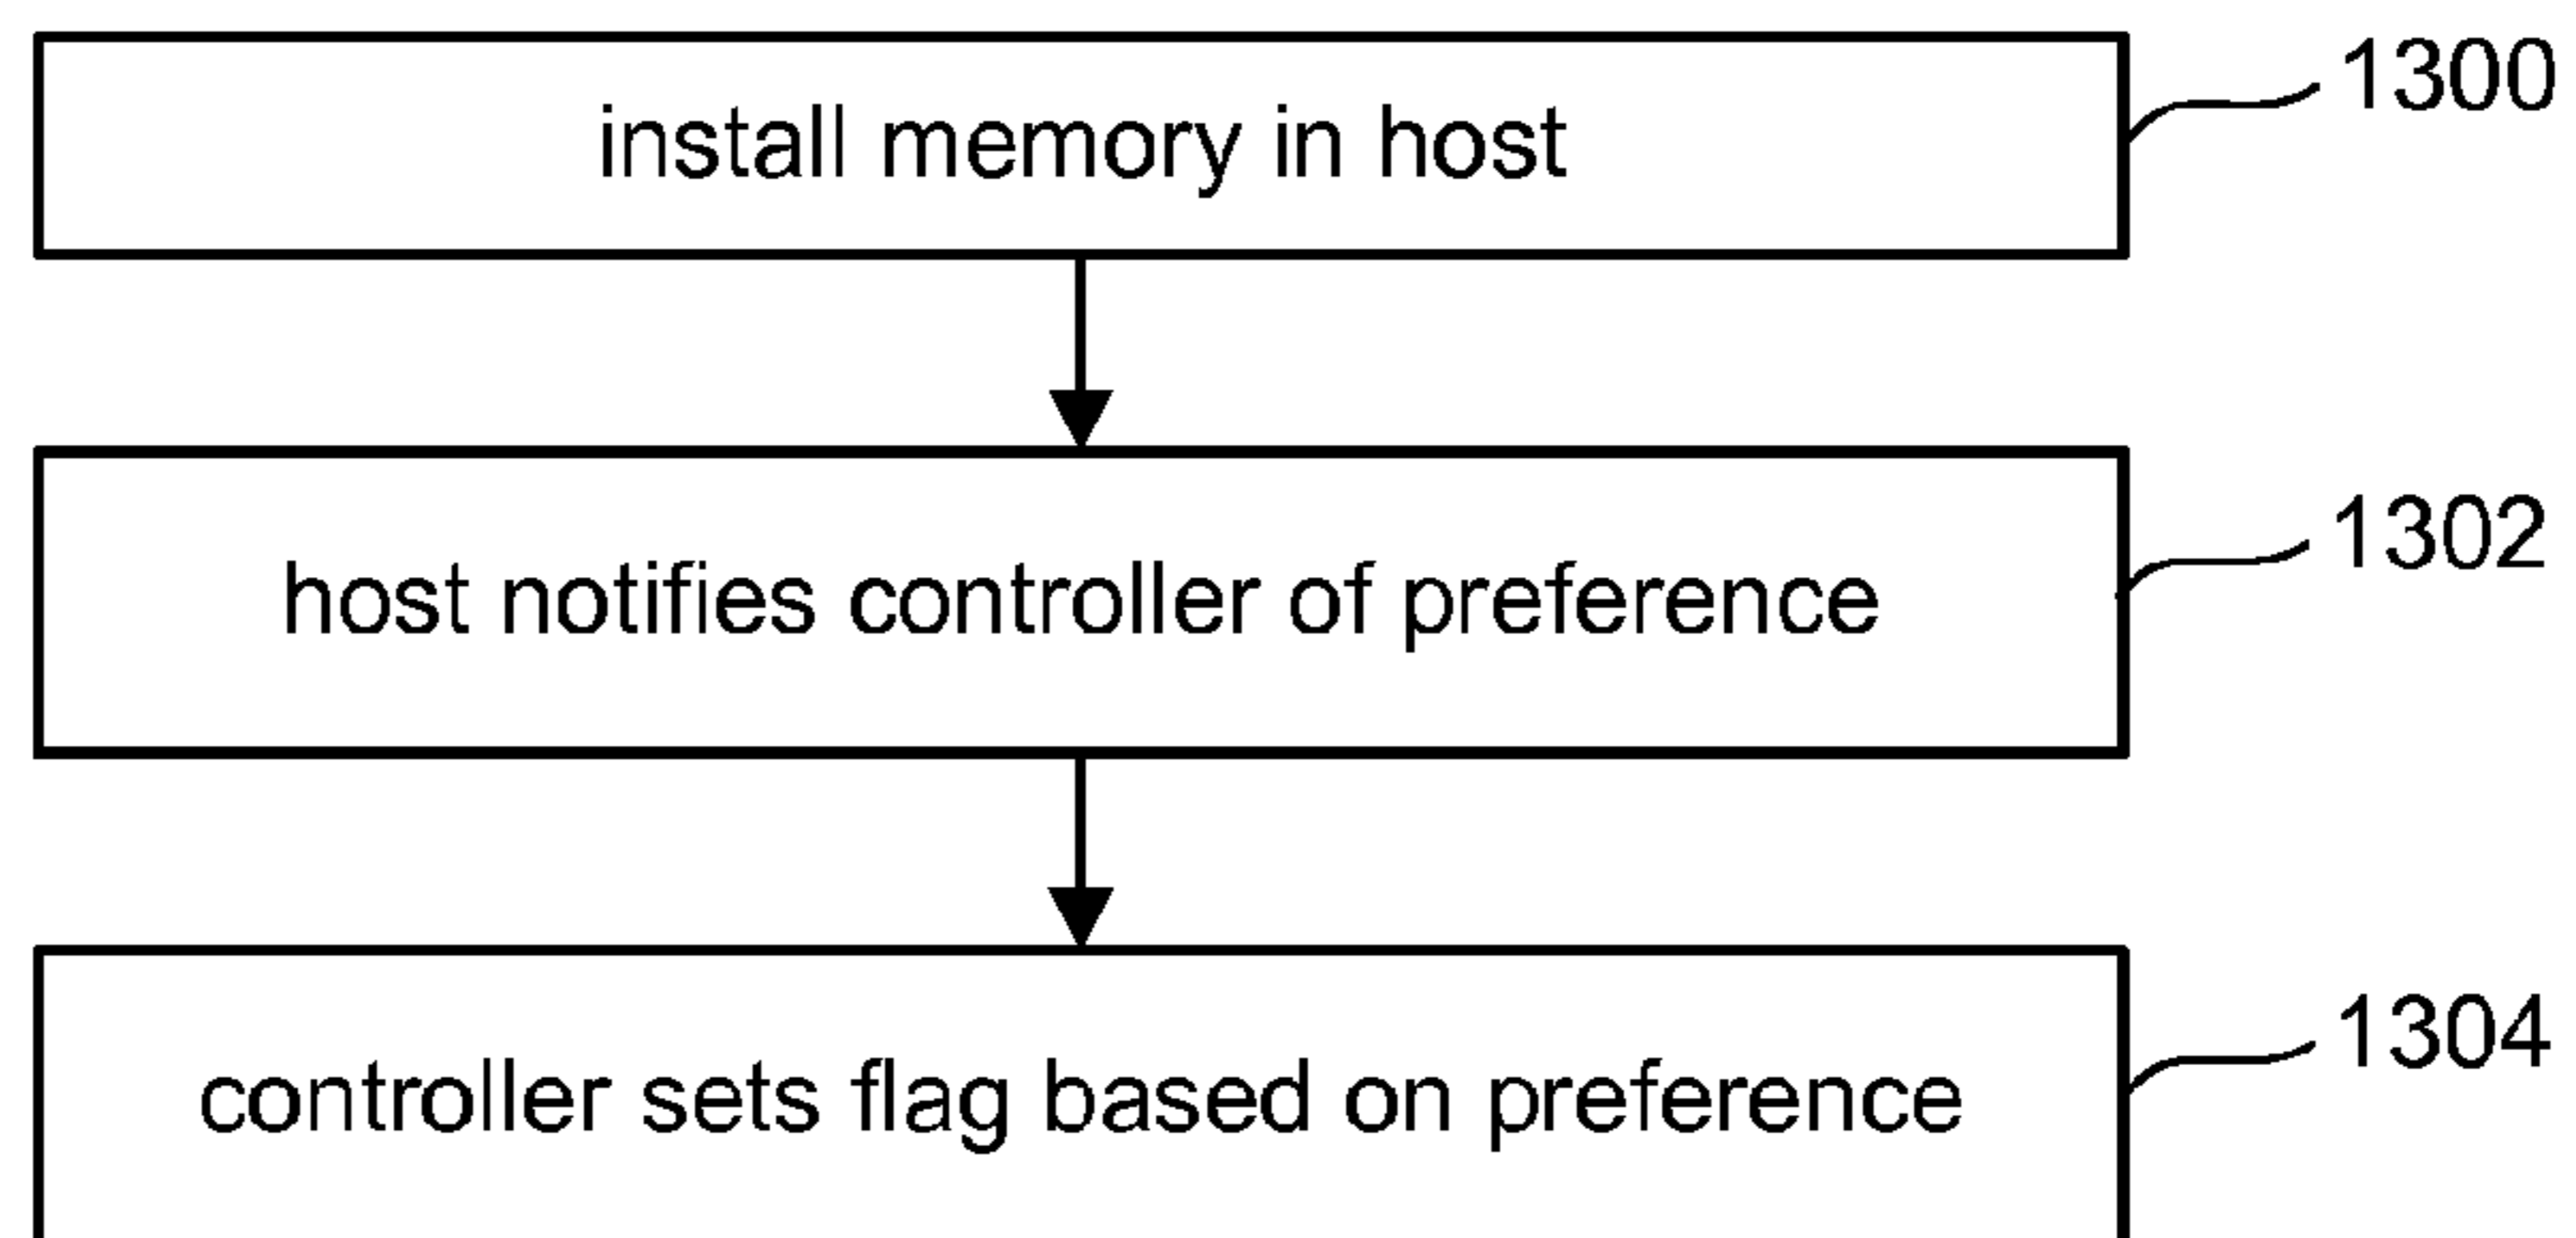 install memory in host
1300
host notifies controller of preference
1302
controller sets flag based on preference
1304